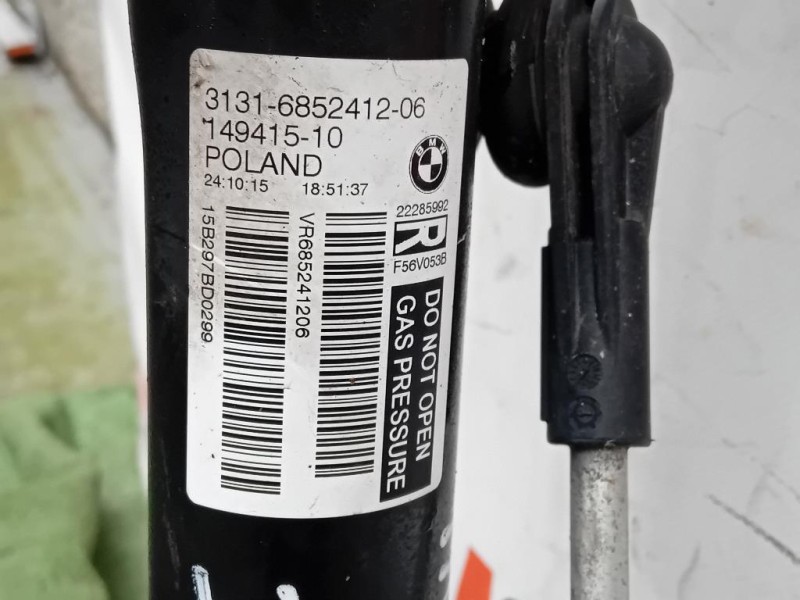 3131-6852412-06
149415-10
POLAND
24:10:15 18:51:37
BMW
22285992
R
F56V053B
15B297BD0299
VR685241206
DO NOT OPEN
GAS PRESSURE